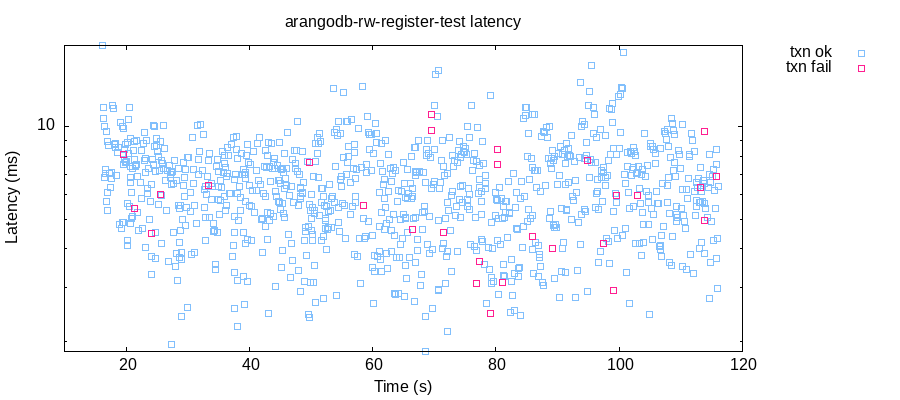 arangodb-rw-register-test latency
txn ok
txn fail
10
Latency (ms)
20 40 60 80 100 120
Time (s)